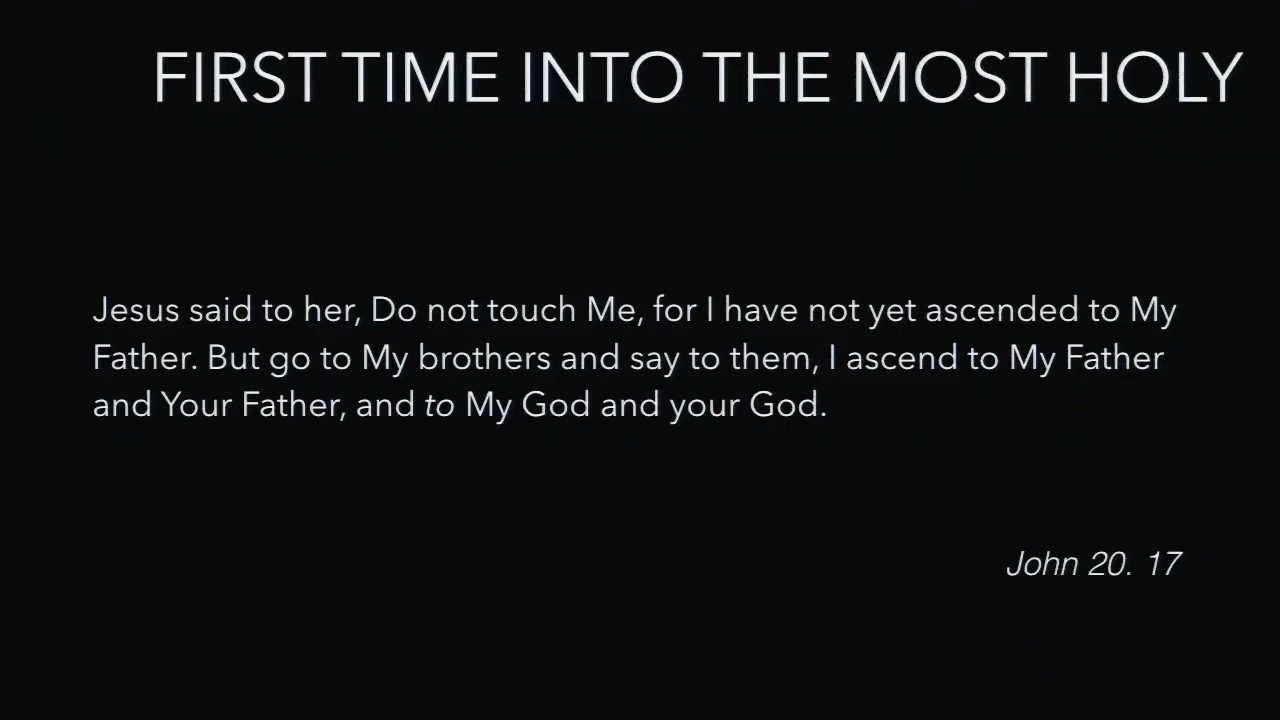 FIRST TIME INTO THE MOST HOLY
Jesus said to her, Do not touch Me, for I have not yet ascended to My
Father. But go to My brothers and say to them, I ascend to My Father
and Your Father, and to My God and your God.
John 20. 17